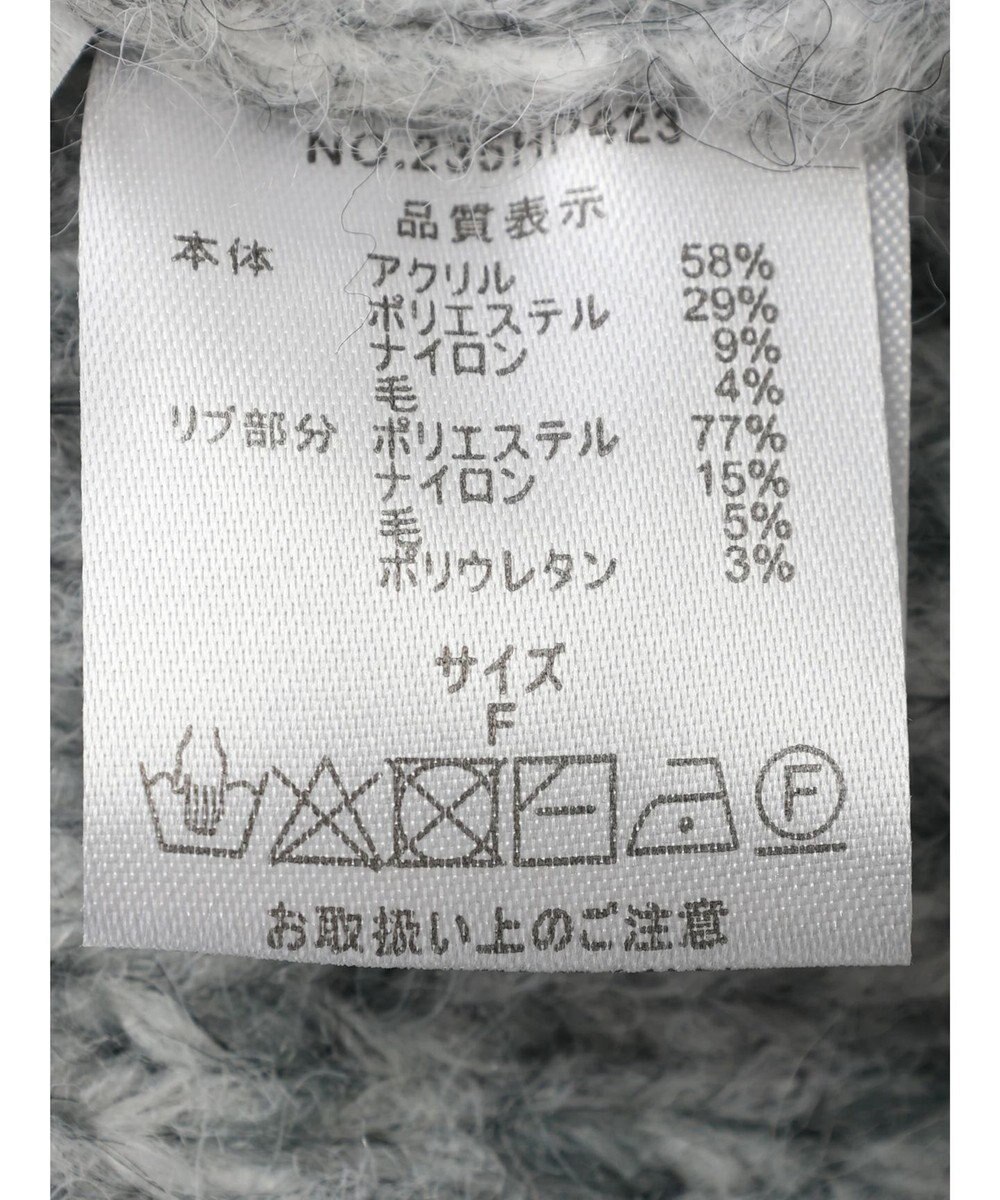 NO.235HP423
品質表示
本体 アクリル 58%
ポリエステル 29%
ナイロン 9%
毛 4%
リブ部分 ポリエステル 77%
ナイロン 15%
毛 5%
ポリウレタン 3%
サイズ
F
F
お取扱い上のご注意